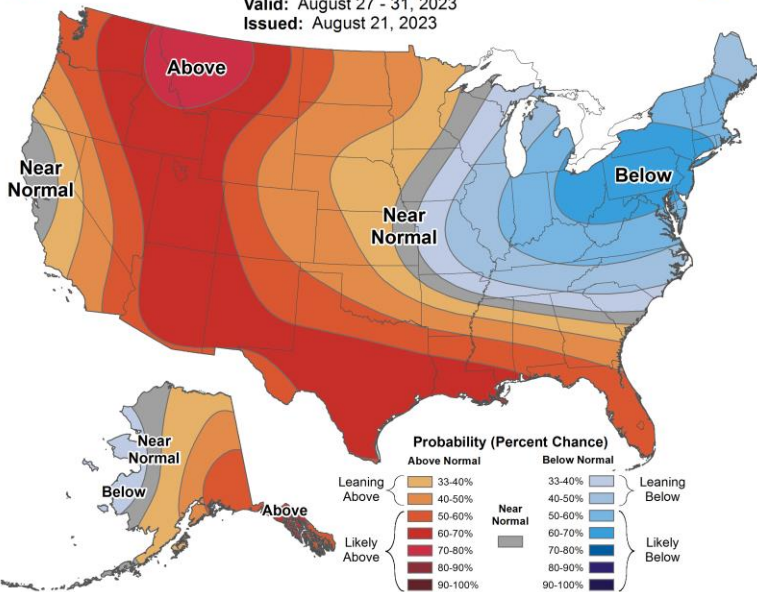 Valid: August 27 - 31, 2023
Issued: August 21, 2023
Above
Near
Normal
Near
Normal
Below
Near
Normal
Below
Above
Probability (Percent Chance)
Above Normal
Below Normal
Leaning
Above
33-40%
40-50%
50-60%
60-70%
70-80%
80-90%
90-100%
Likely
Above
Near
Normal
33-40%
40-50%
50-60%
60-70%
70-80%
80-90%
90-100%
Leaning
Below
Likely
Below